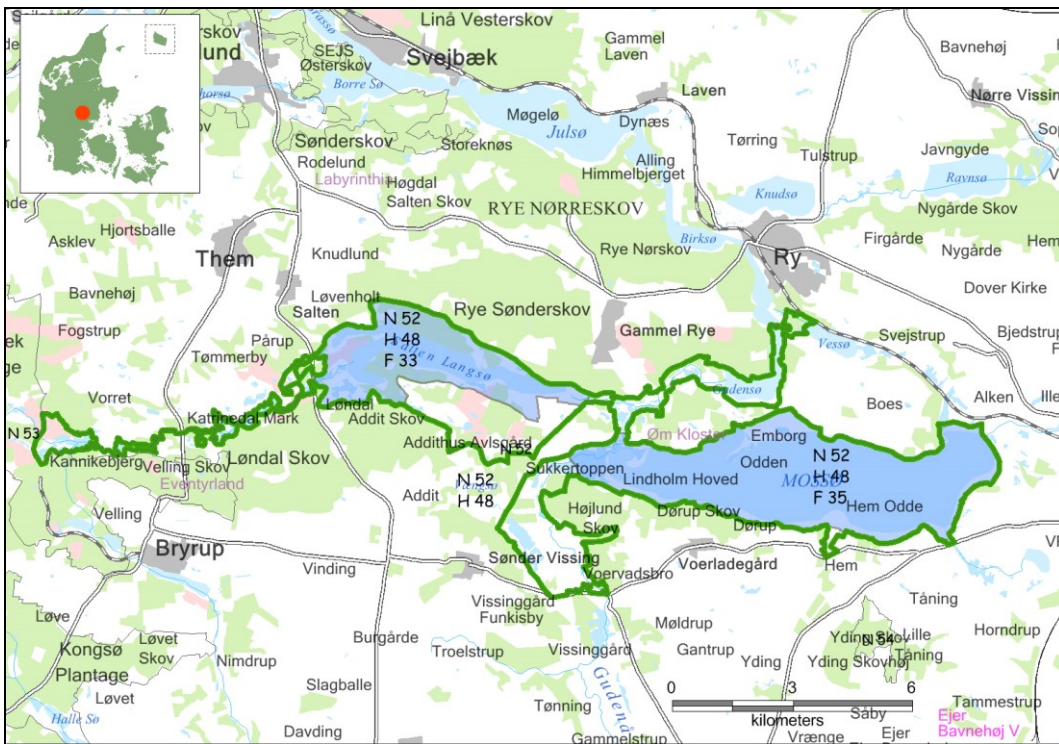 Linå Vesterskov
SEJS
Østerskov
Svejbæk
Gammel
Laven
Bavnehøj
Borre Sø
Laven
Nørre Vissin
Møgelø
Julsø
Dynæs
Sønderskov
Storeknøs
Tørring
Tulstrup
Javngyde
Rodelund
Labyrinthia
Høgdal
Salten Skov
Alling
Himmelbjerget
Knudsø
Ravnsø
RYE NØRRESKOV
Nygårde Skov
Hjortsballe
Asklev
Them
Knudlund
Rye Nørskov
Birksø
Ry
Firgårde
Nygårde
Bavnehøj
Løvenholt
Salten
Rye Sønderskov
Dover Kirke
Fogstrup
Pårup
Tømmerby
N 52
H 48
F 33
Gammel Rye
Vessø
Svejstrup
Bjedstrup
Vorret
Løndal
Gudensø
Boes
Alken
N 53
Katrinedal Mark
Addit Skov
Øm Kloster
Emborg
Kannikebjerg
Velling Skov
Eventyrland
Løndal Skov
Addithus Avlsgård
N 52
Sukkertoppen
Odden
N 52
H 48
F 35
MOSSØ
Lindholm Hoved
Addit
N 52
H 48
Velling
Højlund
Skov
Dørup Skov
Dørup
Hem Odde
Bryrup
Vinding
Sønder Vissing
Voervadsbro
Voerladegård
Hem
Vissinggård
Funkisby
Tåning
Løve
Løvet
Skov
Nimdrup
Burgårde
Troelstrup
Vissinggård
Møldrup
Gantrup
Yding
Yding Skov
N 54
Yding Skovhøj
Tåning
Horndrup
Kongsø
Plantage
Løvet
Slagballe
Gudenå
Tønning
0 3 6
kilometers
Tammestrup
Halle Sø
Davding
Gammelstrup
Såby
Vrænge
Ejer
Ejer
Bavnehøj V